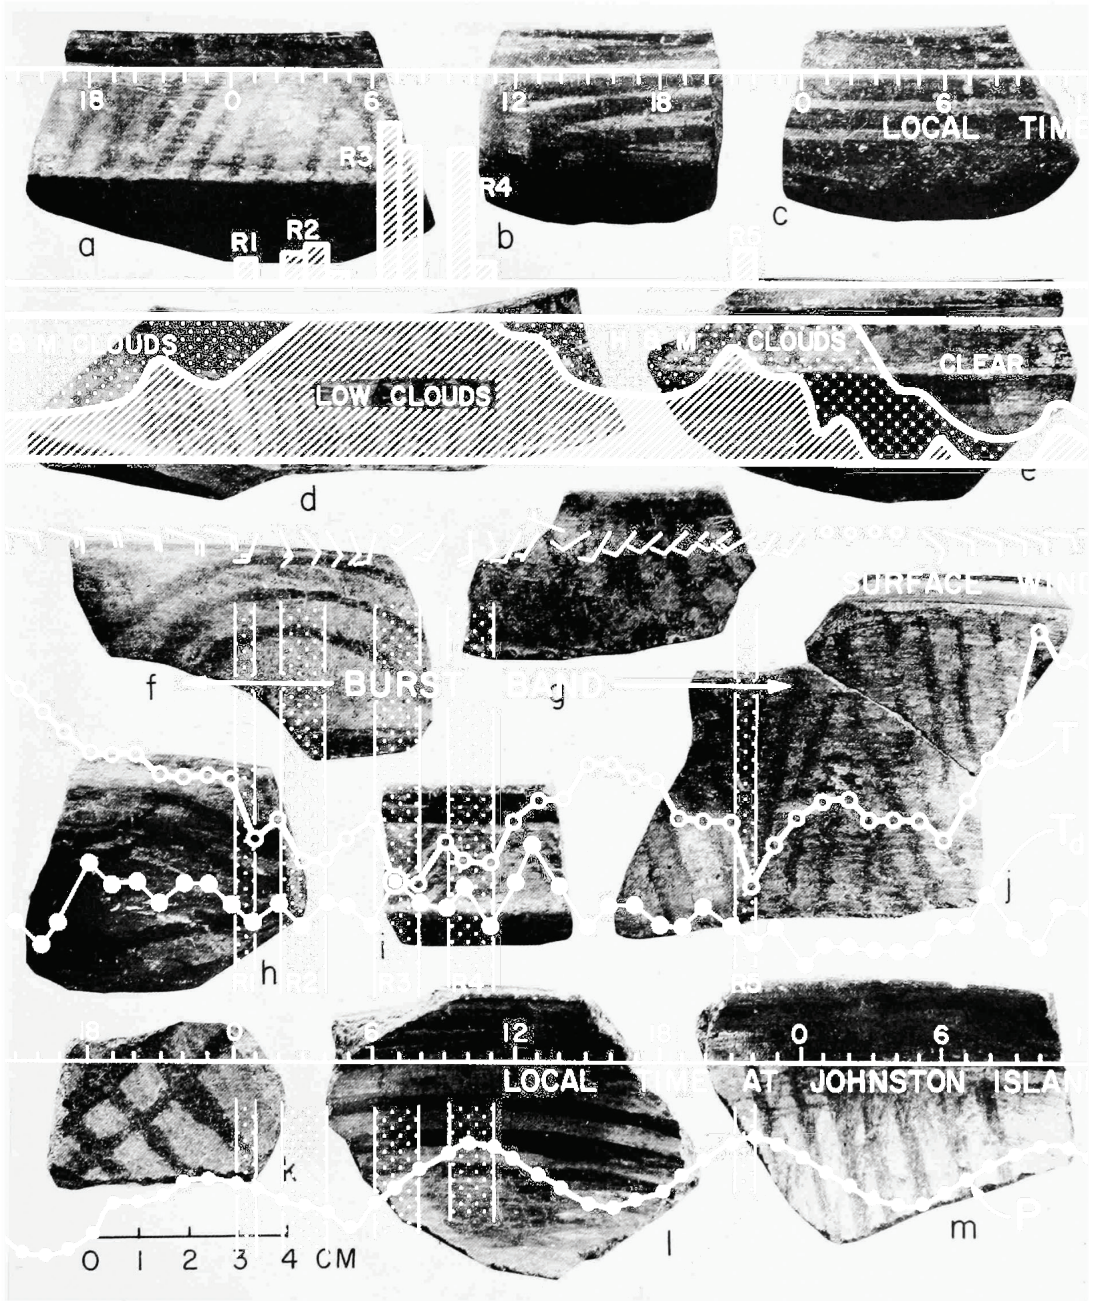 18 0 6 12 18 0 6
LOCAL TIME
R3
R4
R1 R2
a b c
M CLOUDS H & M CLOUDS
CLEAR
LOW CLOUDS
d e
SURFACE WIND
f BURST BAND g
T
Td
h i j
R1 R2 R3 R4 R5
18 0 6 12 18 0 6
LOCAL TIME AT JOHNSTON ISLAN
k
P
l m
0 1 2 3 4 CM